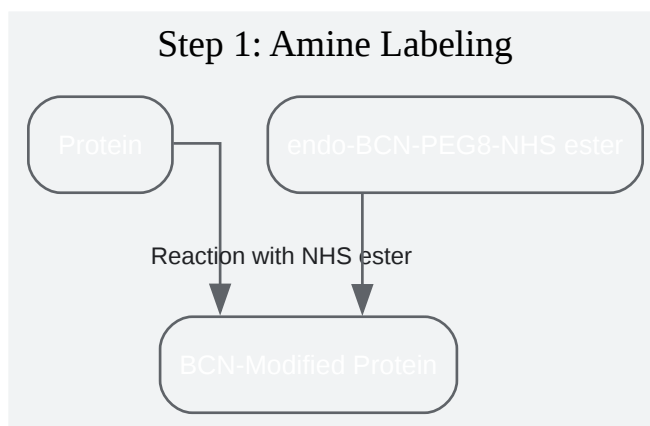 Step 1: Amine Labeling
Protein
endo-BCN-PEG8-NHS ester
Reaction with NHS ester
BCN-Modified Protein